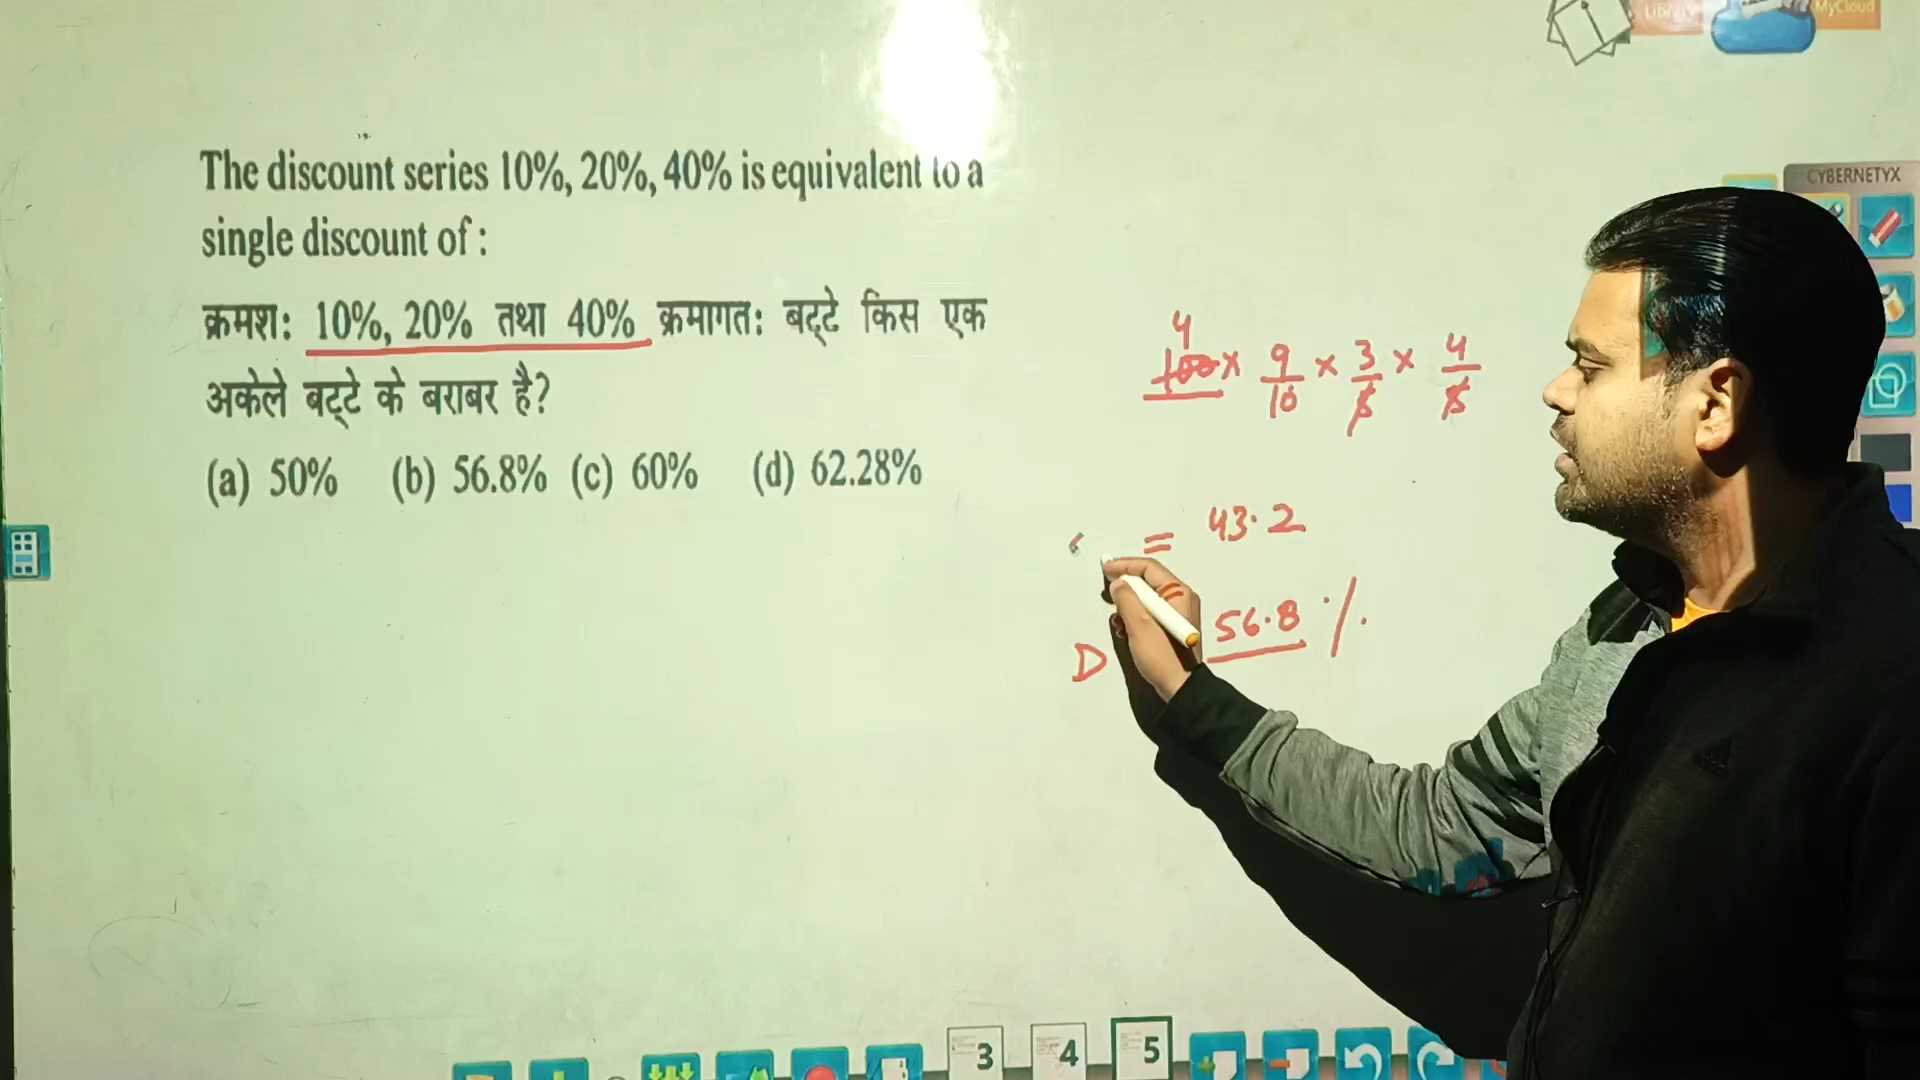 Library
MyCloud
CYBERNETYX
The discount series 10%, 20%, 40% is equivalent to a
single discount of :
क्रमश: 10%, 20% तथा 40% क्रमागत: बट्टे किस एक
अकेले बट्टे के बराबर है?
(a) 50% (b) 56.8% (c) 60% (d) 62.28%
4
100 × 9/10 × 3/5 × 4/5
= 43.2
= 56.8 %
D
3 4 5